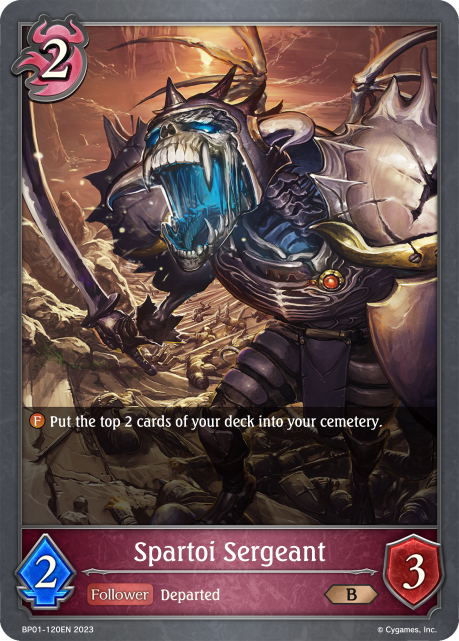 2
F Put the top 2 cards of your deck into your cemetery.
Spartoi Sergeant
2
Follower Departed
B
3
BP01-120EN 2023
© Cygames, Inc.